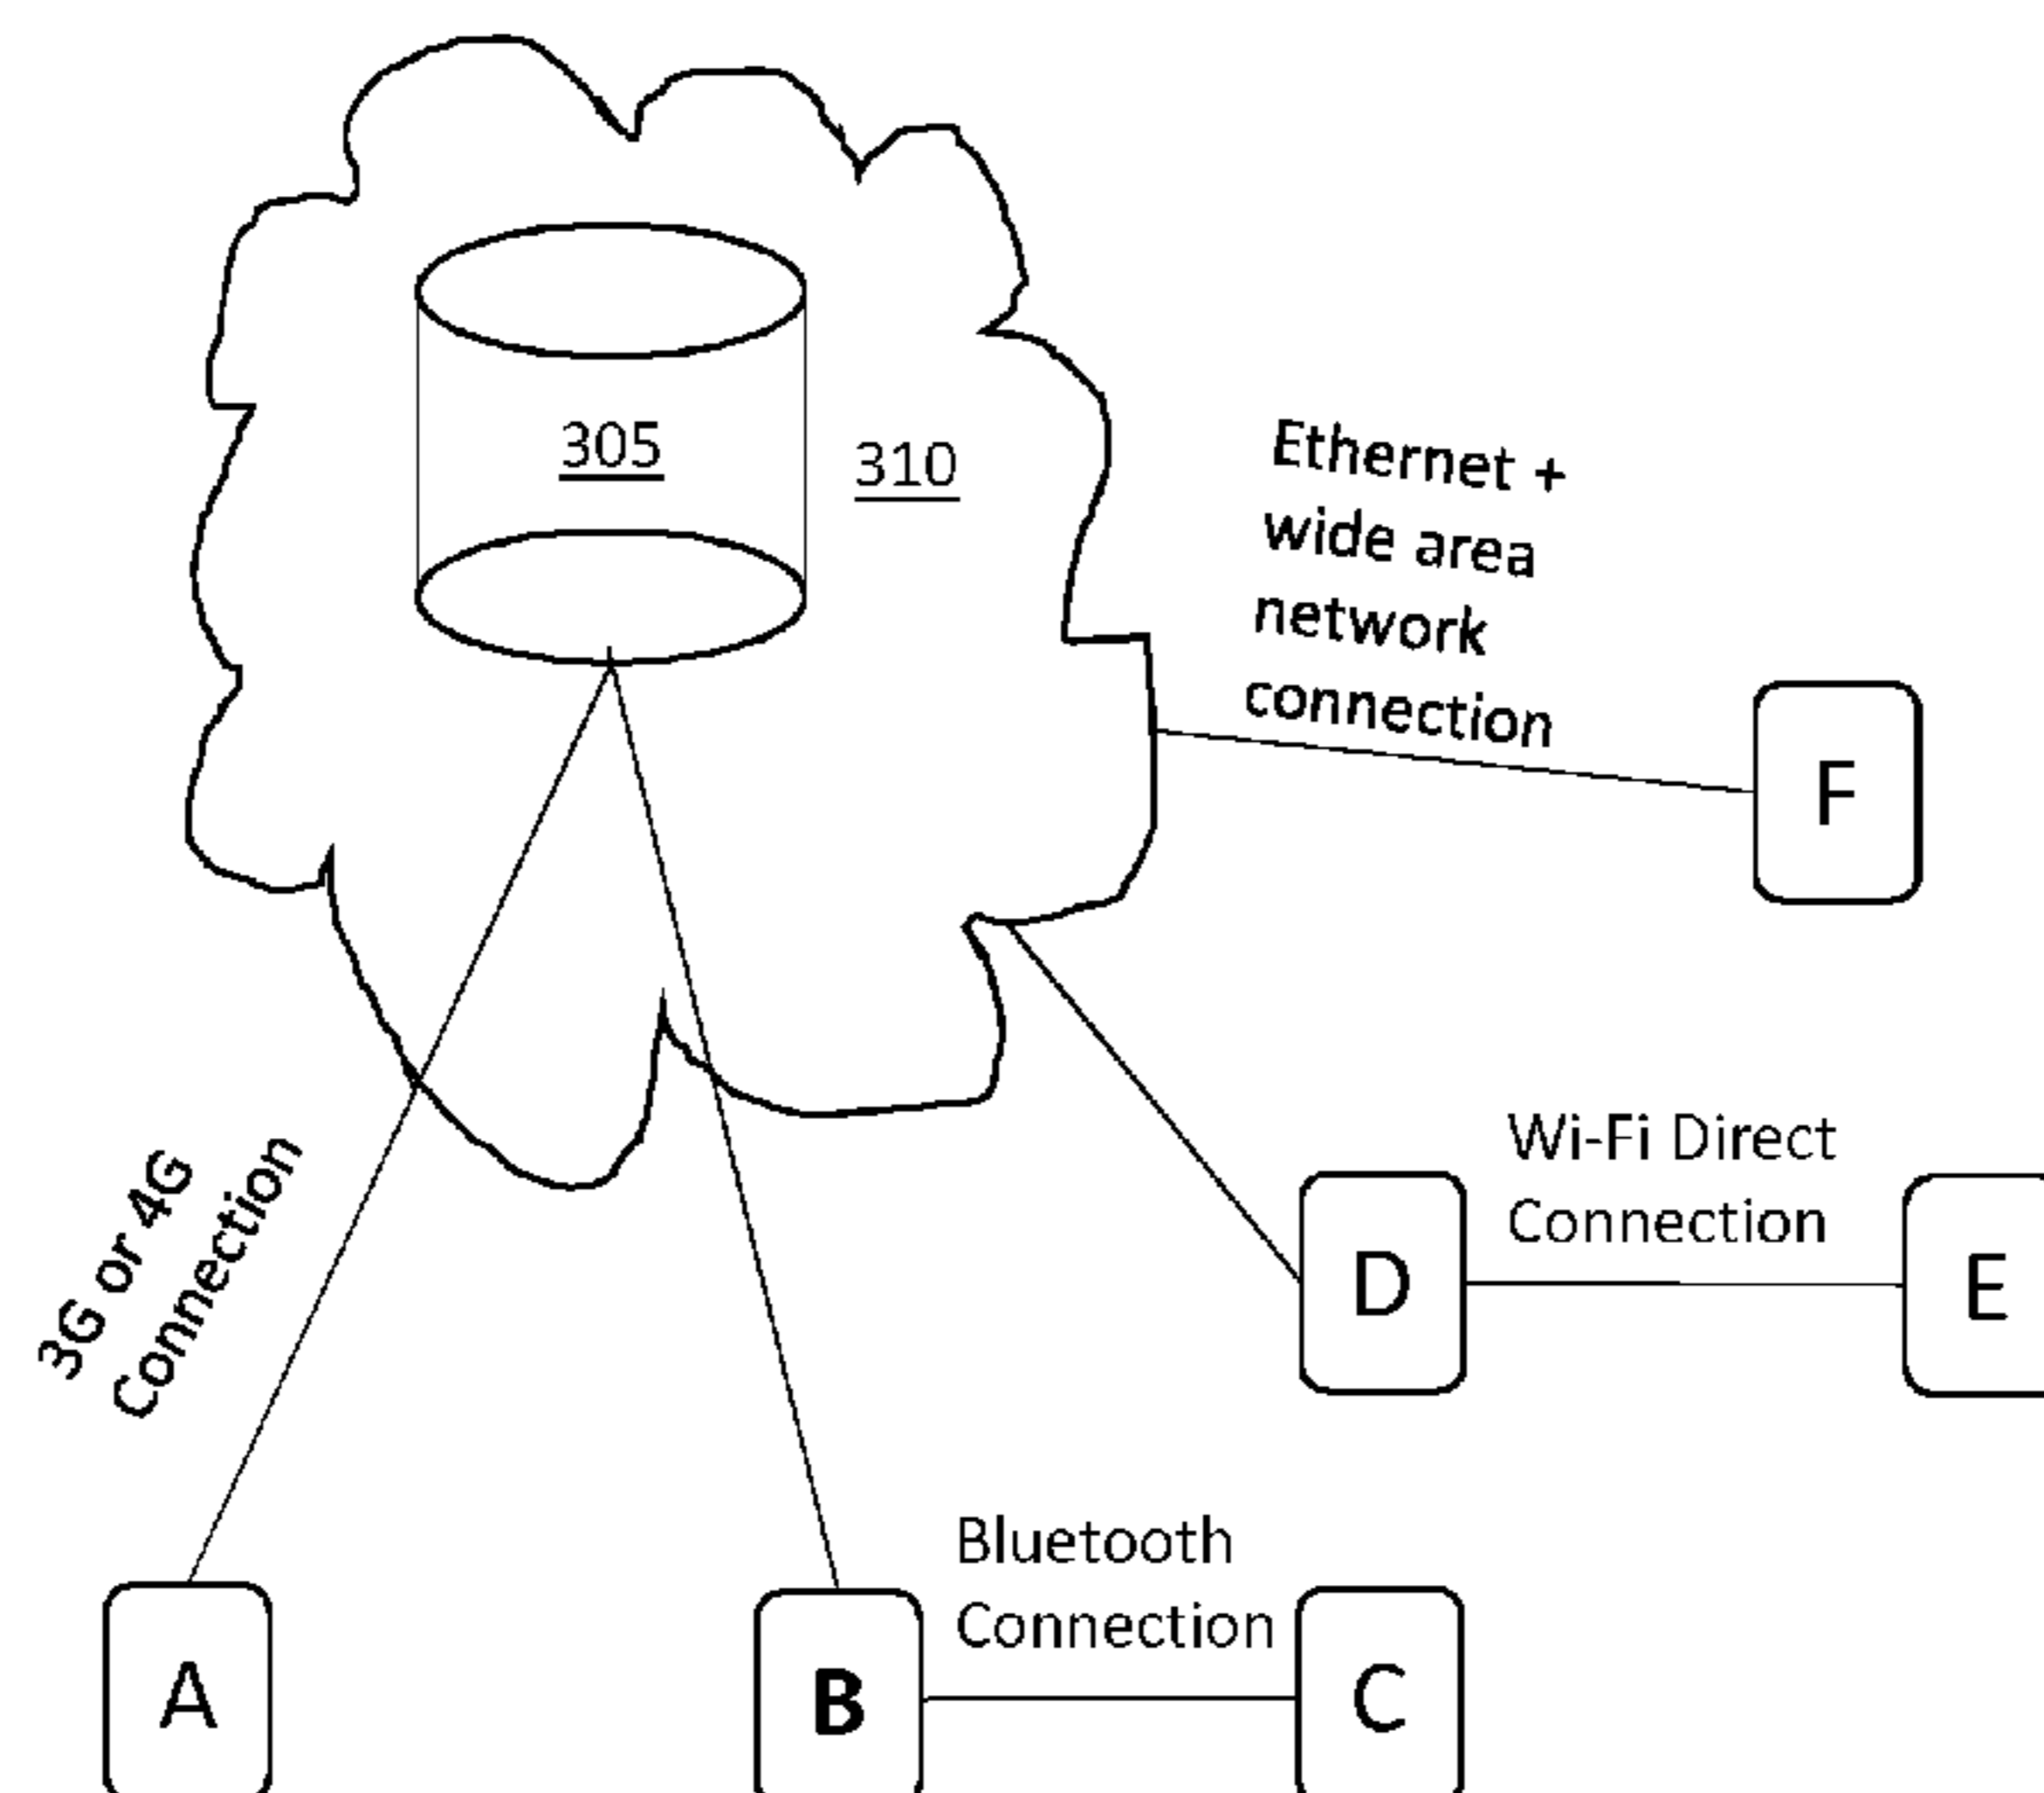 305
310
Ethernet +
wide area
network
connection
F
3G or 4G
Connection
Wi-Fi Direct
Connection
D
E
Bluetooth
Connection
A
B
C